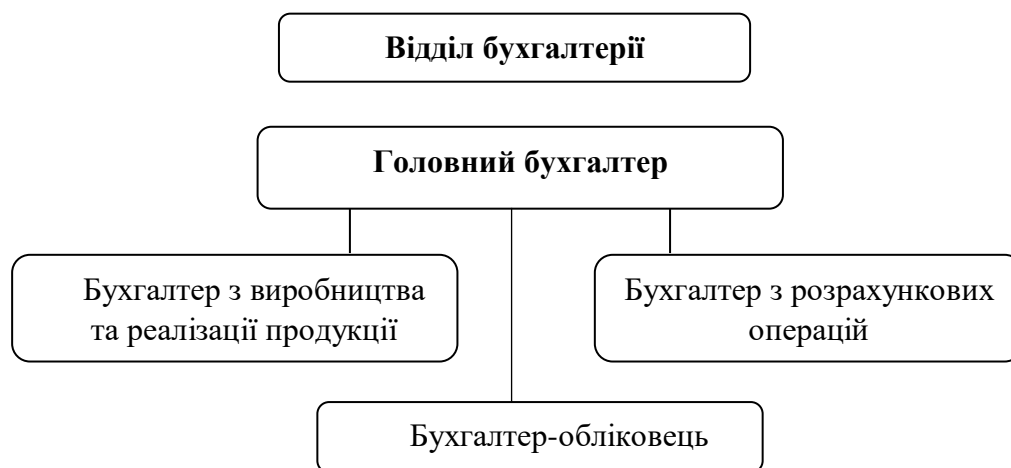 Відділ бухгалтерії
Головний бухгалтер
Бухгалтер з виробництва
та реалізації продукції
Бухгалтер з розрахункових
операцій
Бухгалтер-обліковець